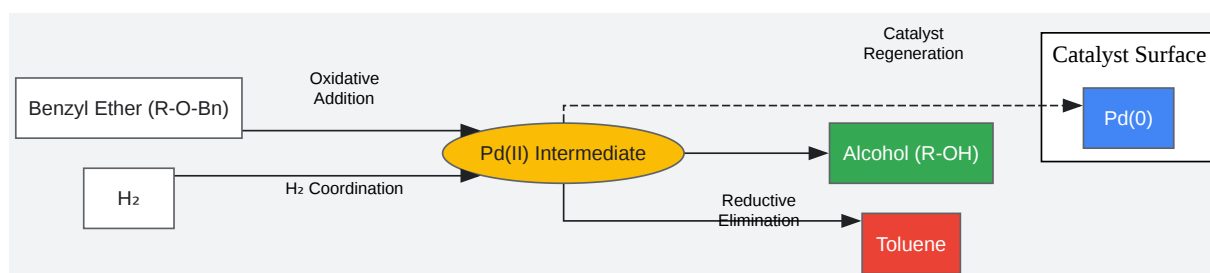 Catalyst
Regeneration
Catalyst Surface
Oxidative
Addition
Benzyl Ether (R-O-Bn)
Pd(0)
Pd(II) Intermediate
Alcohol (R-OH)
H₂
H₂ Coordination
Reductive
Elimination
Toluene